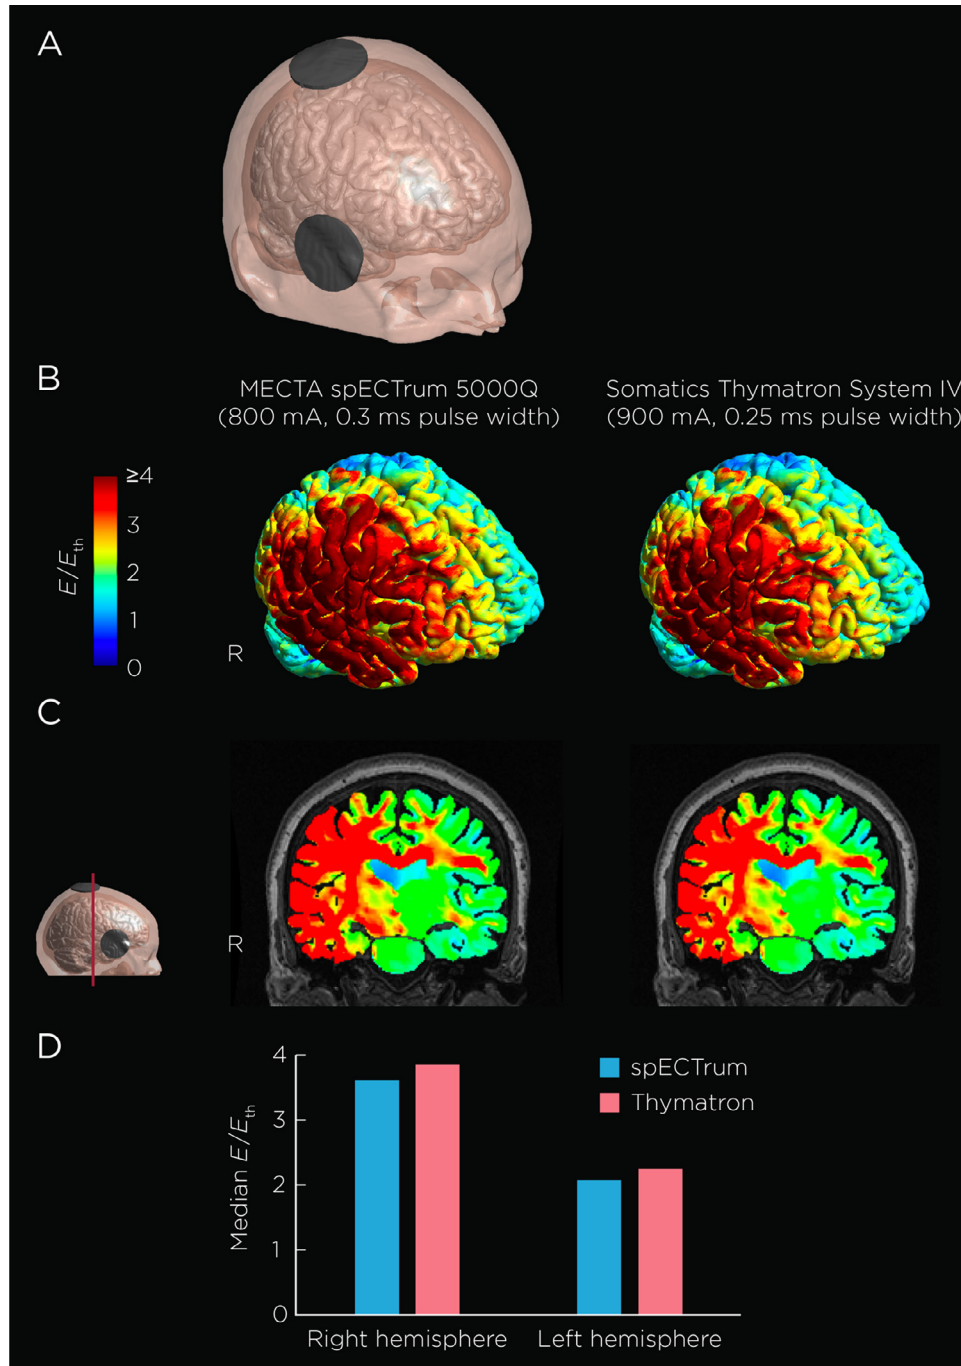 A
B
MECTA spECTrum 5000Q
(800 mA, 0.3 ms pulse width)
Somatics Thymatron System IV
(900 mA, 0.25 ms pulse width)
≥4
3
2
1
0
E/Eth
R
C
R
D
4
3
2
1
0
Median E/Eth
spECTrum
Thymatron
Right hemisphere
Left hemisphere